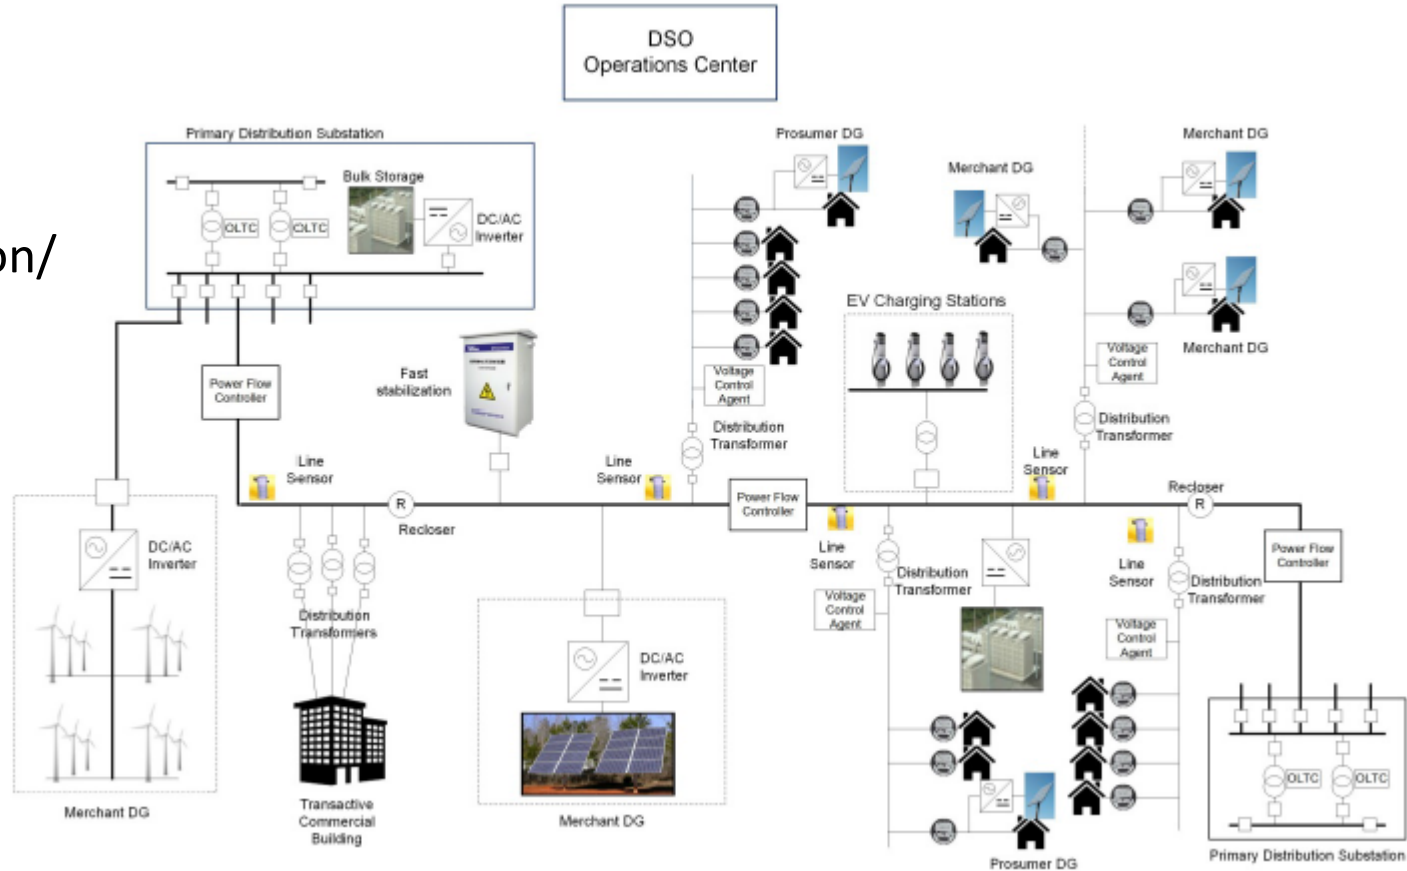 DSO
Operations Center
Primary Distribution Substation
Bulk Storage
OLTC
OLTC
DC/AC
Inverter
on/
Prosumer DG
Merchant DG
Merchant DG
Merchant DG
EV Charging Stations
Power Flow
Controller
Fast
stabilization
Voltage
Control
Agent
Voltage
Control
Agent
Distribution
Transformer
Distribution
Transformer
Line
Sensor
Line
Sensor
Line
Sensor
R
Recloser
Power Flow
Controller
Recloser
R
DC/AC
Inverter
Line
Sensor
Distribution
Transformer
Line
Sensor
Distribution
Transformer
Power Flow
Controller
Voltage
Control
Agent
Voltage
Control
Agent
Distribution
Transformers
DC/AC
Inverter
OLTC
OLTC
Merchant DG
Transactive
Commercial
Building
Merchant DG
Prosumer DG
Primary Distribution Substation